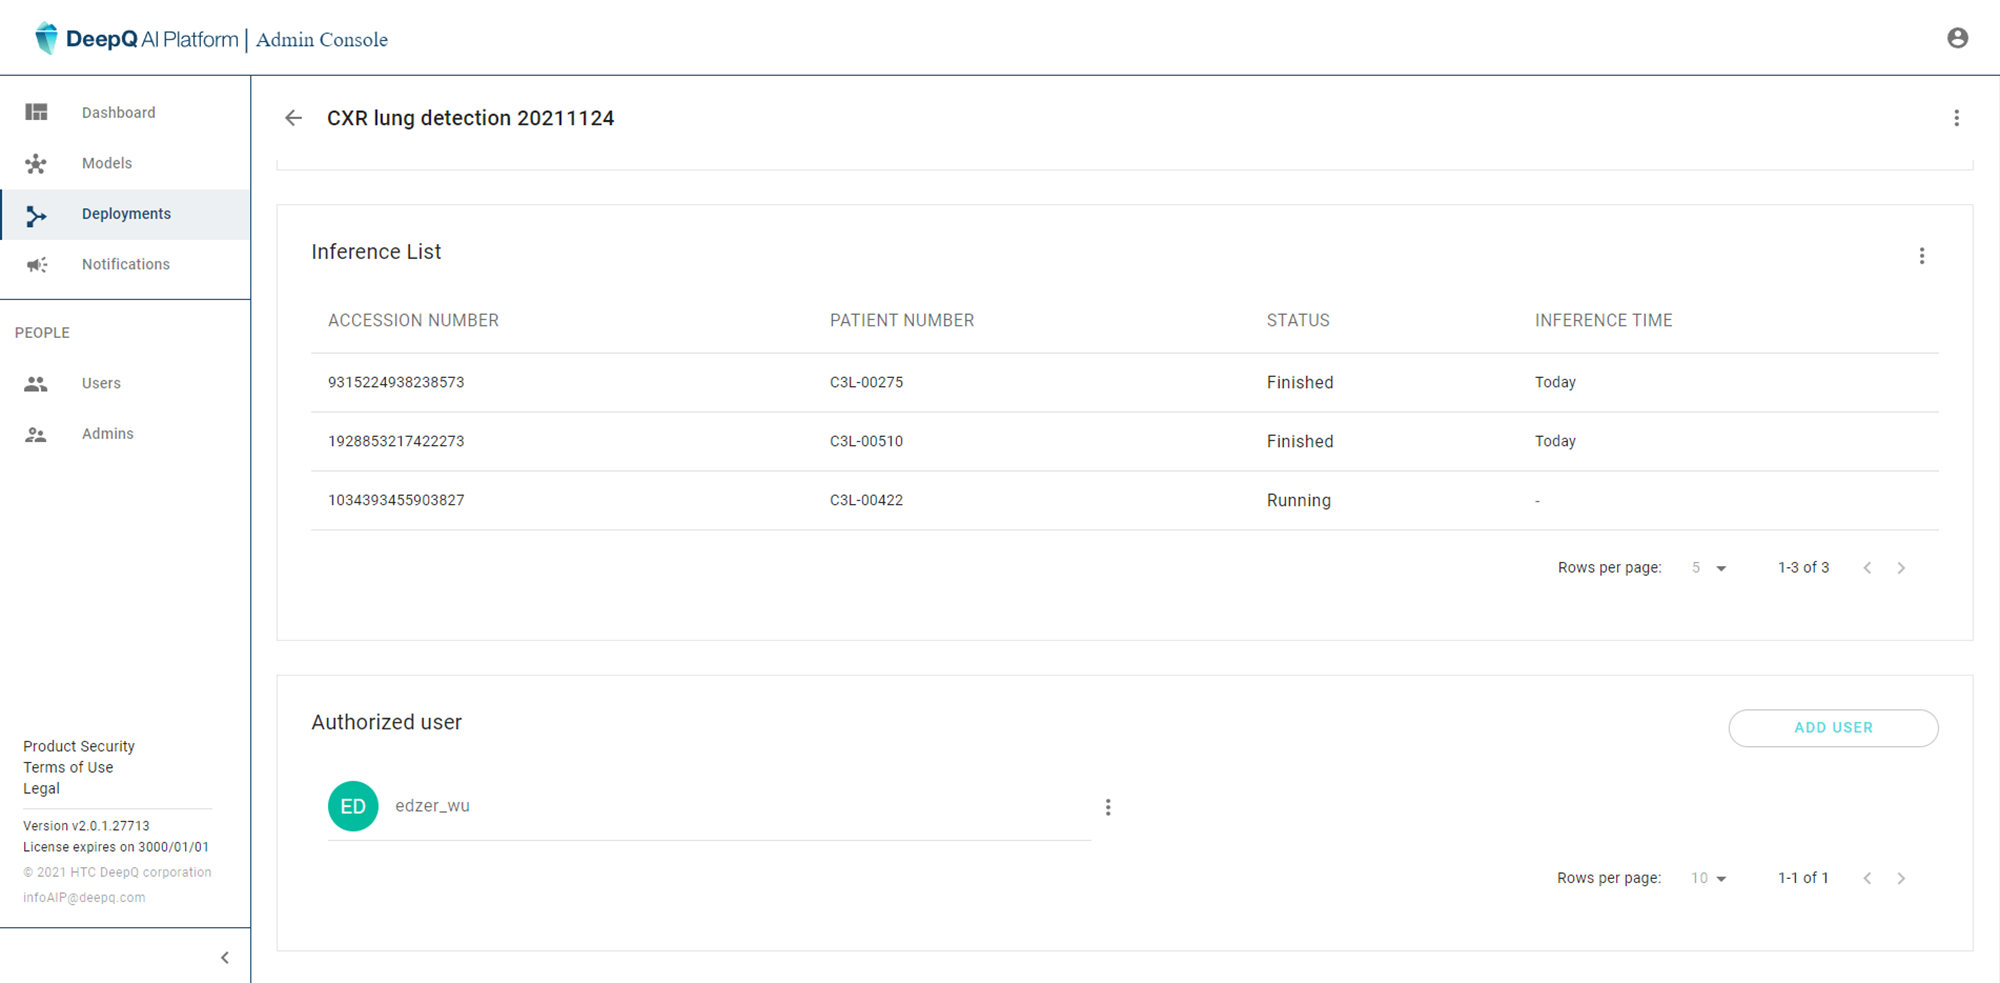 DeepQ AI Platform | Admin Console
Dashboard
Models
Deployments
Notifications
PEOPLE
Users
Admins
Product Security
Terms of Use
Legal
Version v2.0.1.27713
License expires on 3000/01/01
© 2021 HTC DeepQ corporation
infoAIP@deepq.com
CXR lung detection 20211124
Inference List
ACCESSION NUMBER PATIENT NUMBER STATUS INFERENCE TIME
9315224938238573 C3L-00275 Finished Today
1928853217422273 C3L-00510 Finished Today
1034393455903827 C3L-00422 Running -
Rows per page: 5 1-3 of 3
Authorized user
ADD USER
ED edzer_wu
Rows per page: 10 1-1 of 1